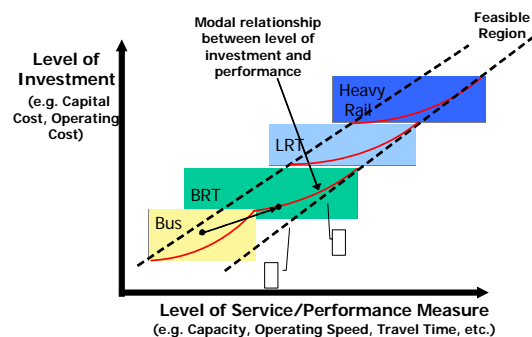 Modal relationship
between level of
investment and
performance
Feasible
Region
Level of
Investment
(e.g. Capital
Cost, Operating
Cost)
Heavy
Rail
LRT
BRT
Bus
Level of Service/Performance Measure
(e.g. Capacity, Operating Speed, Travel Time, etc.)